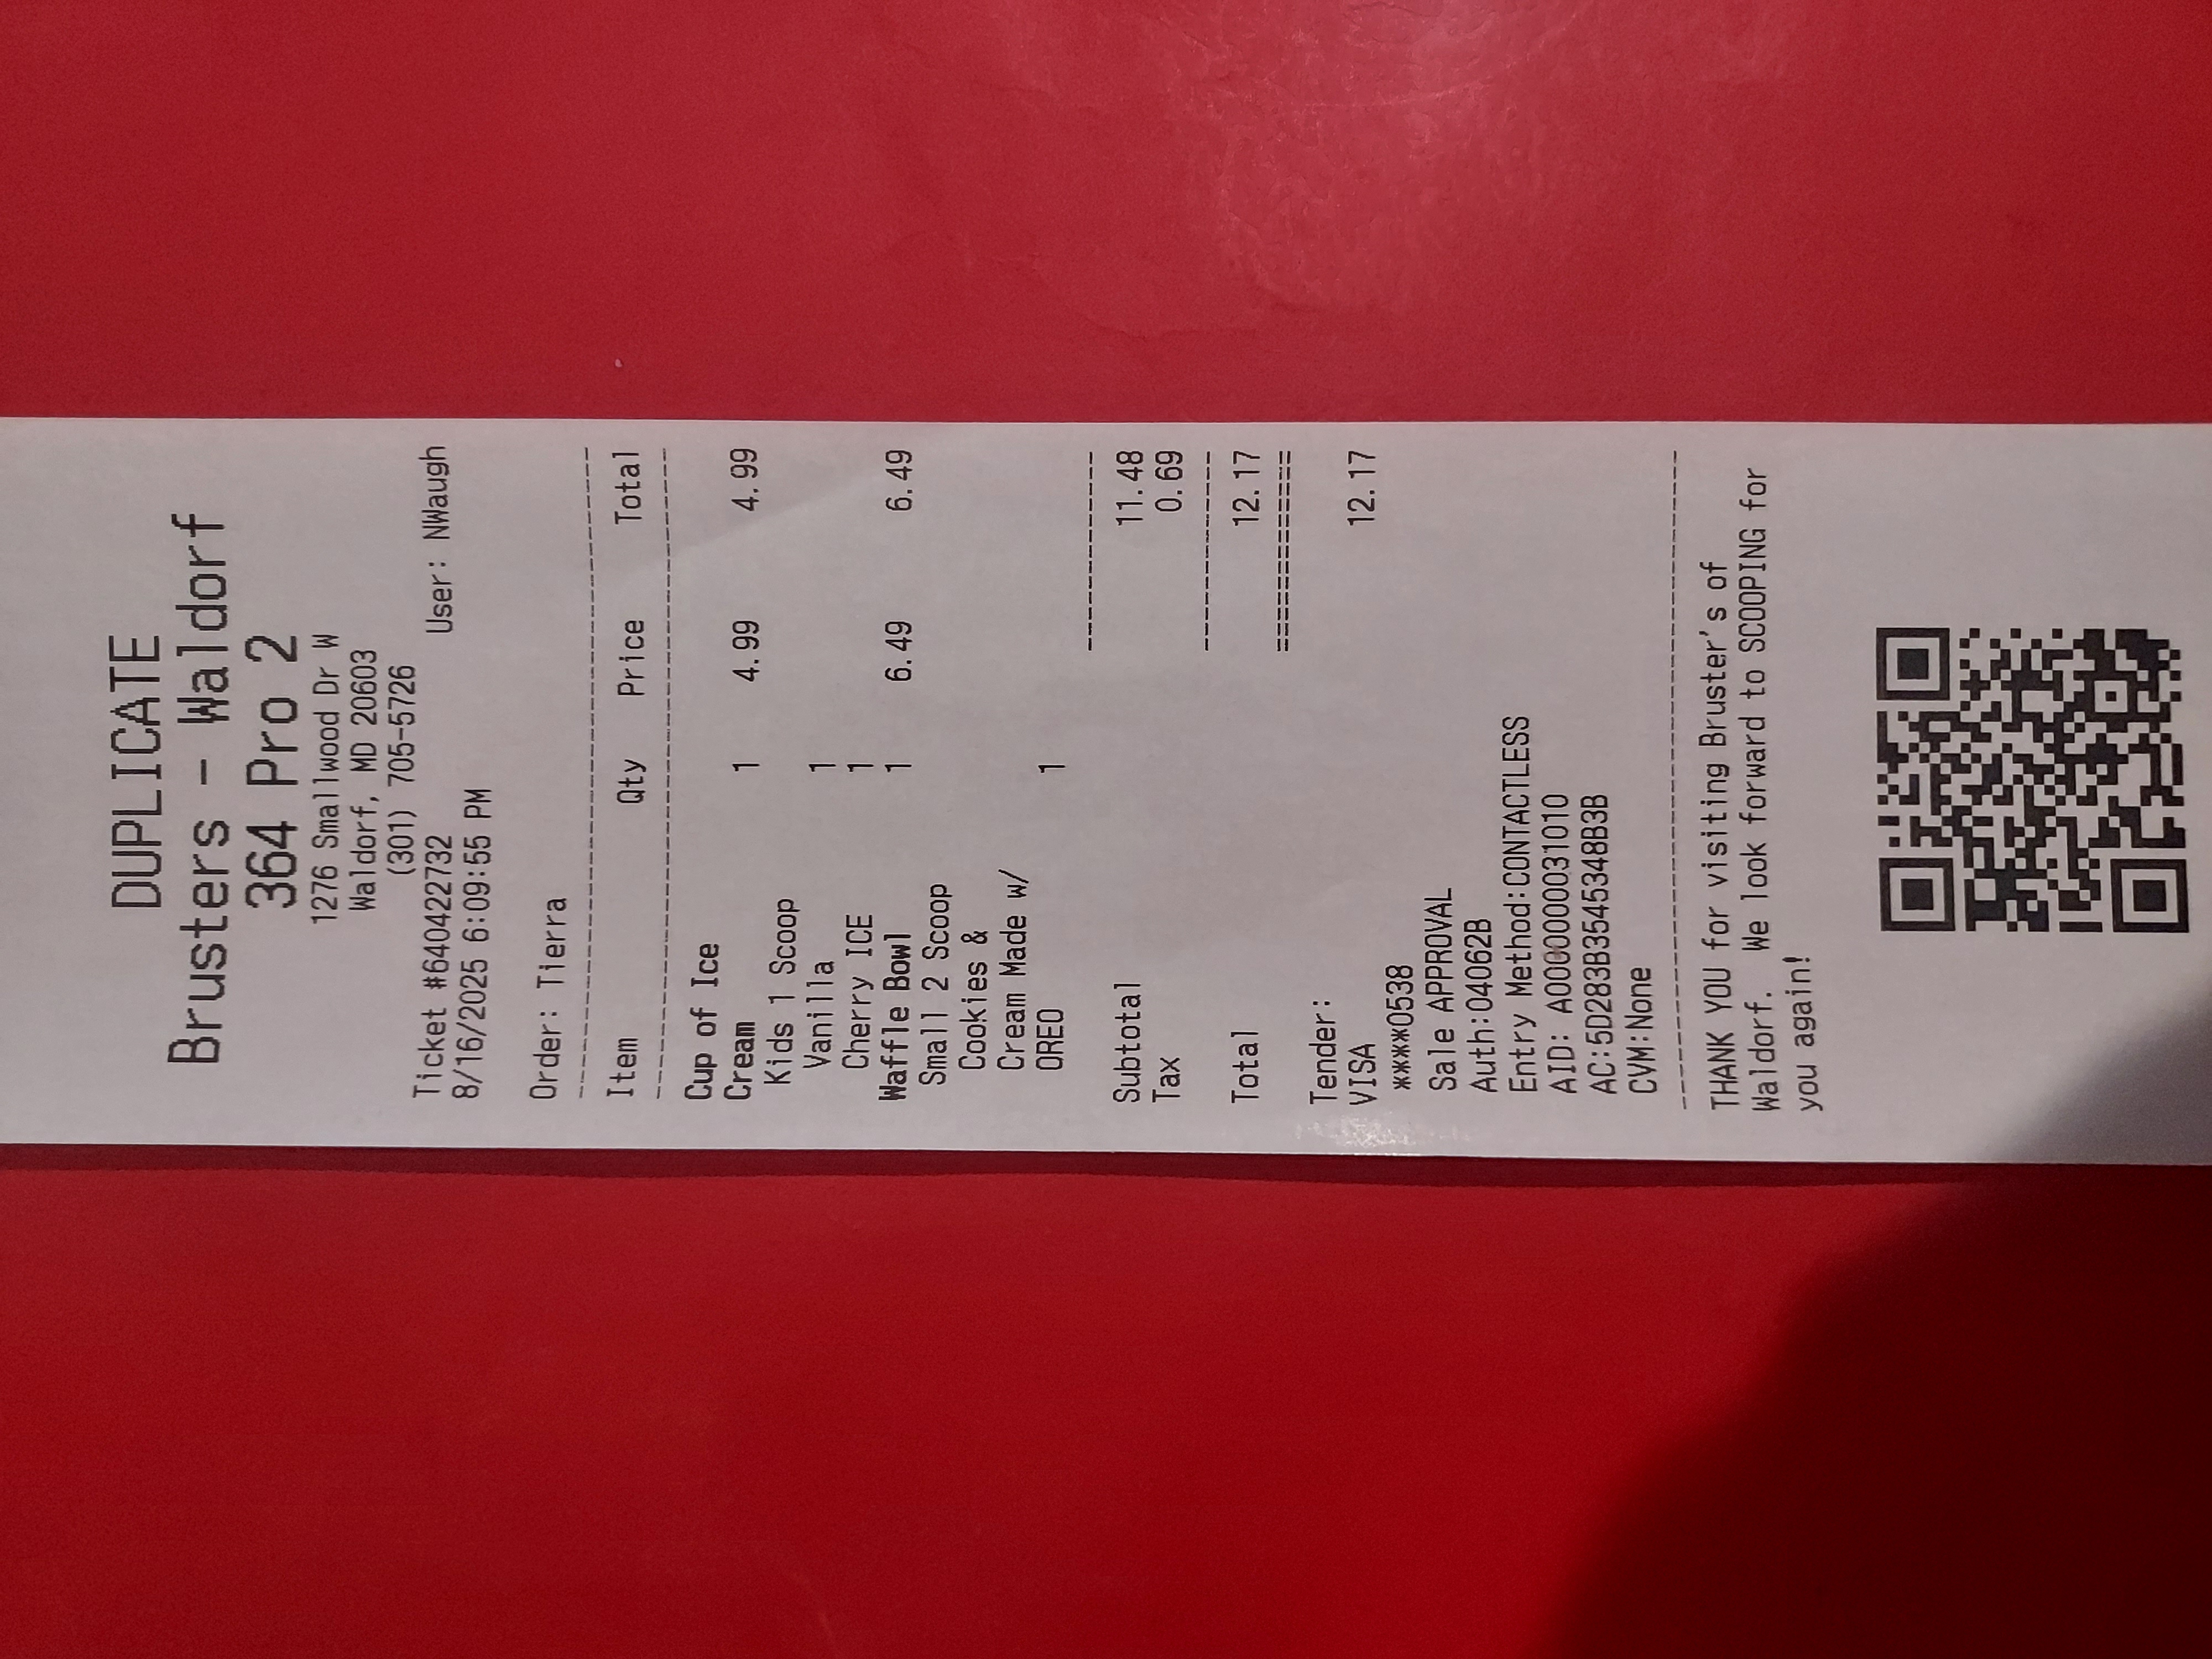 DUPLICATE
Brusters - Waldorf
364 Pro 2
1276 Smallwood Dr W
Waldorf, MD 20603
(301) 705-5726
Ticket #640422732 User: NWaugh
8/16/2025 6:09:55 PM
Order: Tierra
Item Qty Price Total
Cup of Ice
Cream 1 4.99 4.99
Kids 1 Scoop
Vanilla 1
Cherry ICE 1
Waffle Bowl 1 6.49 6.49
Small 2 Scoop
Cookies &
Cream Made w/
OREO 1
Subtotal 11.48
Tax 0.69
Total 12.17
Tender:
VISA 12.17
****0538
Sale APPROVAL
Auth:04062B
Entry Method:CONTACTLESS
AID: A0000000031010
AC:5D283B3545348B3B
CVM:None
THANK YOU for visiting Bruster's of
Waldorf. We look forward to SCOOPING for
you again!